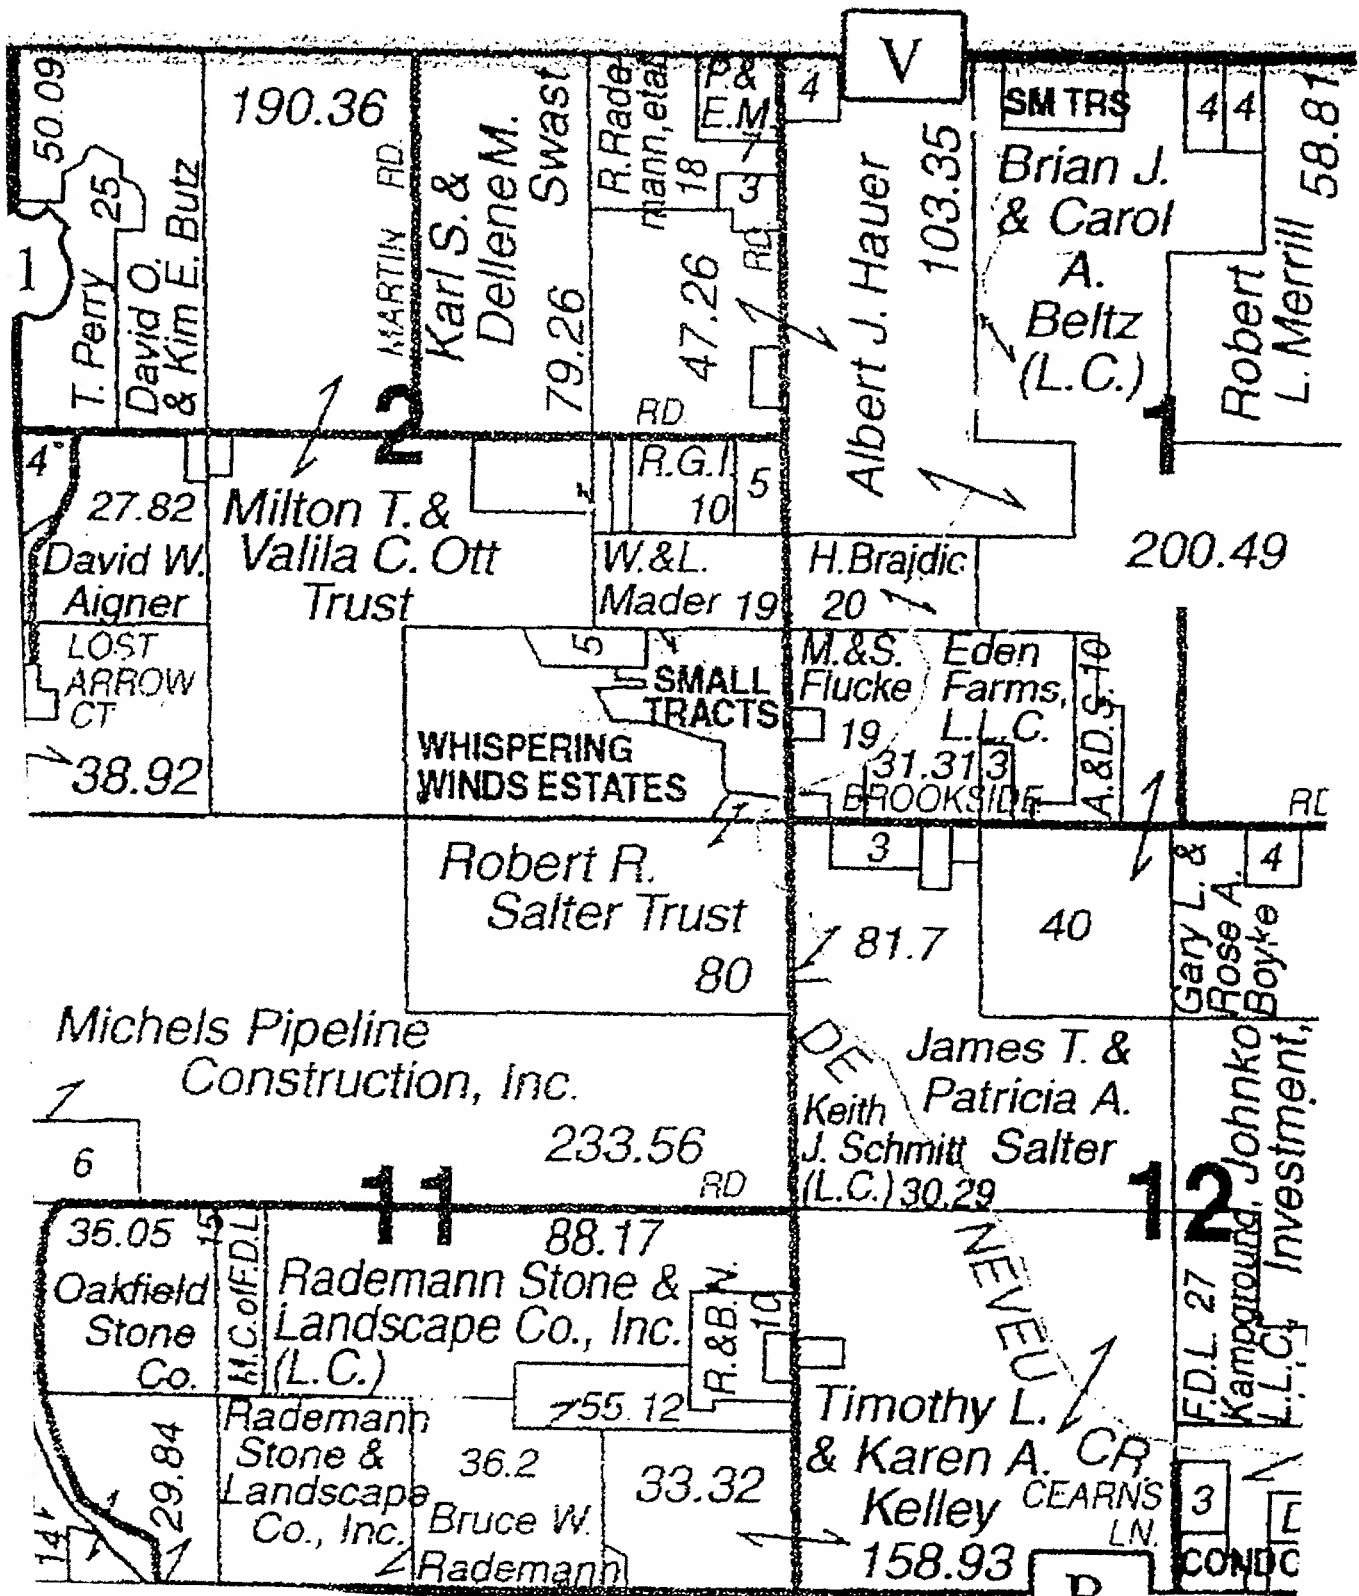 V
50.09
190.36
MARTIN RD.
Karl S. &
Dellene M.
Swast
79.26
R.Rade-
mann,etal
18
P.&
E.M.
7
3
4
103.35
SM TRS
4
4
58.81
25
1
T. Perry
David O.
& Kim E. Butz
47.26
RD
Albert J. Hauer
Brian J.
& Carol
A.
Beltz
(L.C.)
Robert
L. Merrill
2
1
RD
4
27.82
David W.
Aigner
Milton T. &
Valila C. Ott
Trust
R.G.I.
10
5
W.&L.
Mader 19
H.Brajdic
20
200.49
LOST
ARROW
CT
38.92
5
2
SMALL
TRACTS
WHISPERING
WINDS ESTATES
M.&S.
Flucke
19
Eden
Farms,
L.L.C.
31.31
3
A.&D.S. 10
BROOKSIDE
RD
Robert R.
Salter Trust
80
3
81.7
40
Gary L. &
Rose A.
Boyke
4
Michels Pipeline
Construction, Inc.
233.56
6
11
RD
DE
NEVEU
CR.
Keith
J. Schmitt
(L.C.) 30.29
James T. &
Patricia A.
Salter
12
Johnko
Investment,
L.L.C.
36.05
Oakfield
Stone
Co.
15
M.C.ofF.D.L.
88.17
Rademann Stone &
Landscape Co., Inc.
(L.C.)
R.&B. N.
10
55.12
F.D.L. 27
Kampground,
29.84
Rademann
Stone &
Landscape
Co., Inc.
36.2
Bruce W.
Rademann
33.32
Timothy L.
& Karen A.
Kelley
158.93
CEARNS
LN.
3
14
CONDO